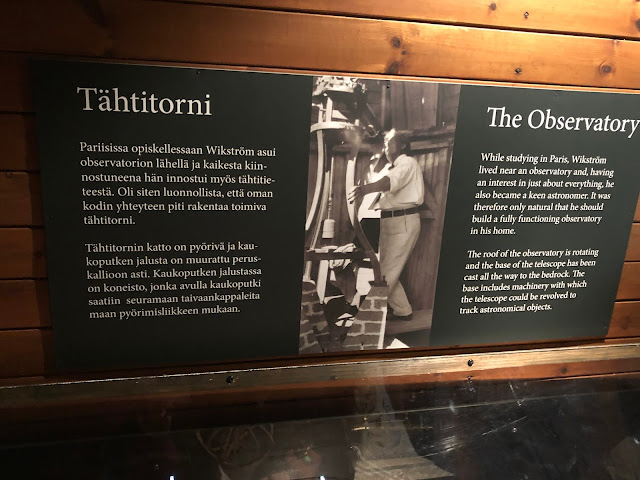 Tähtitorni
Pariisissa opiskellessaan Wikström asui
observatorion lähellä ja kaikesta kiin-
nostuneena hän innostui myös tähtitie-
teestä. Oli siten luonnollista, että oman
kodin yhteyteen piti rakentaa toimiva
tähtitorni.
Tähtitornin katto on pyörivä ja kau-
koputken jalusta on muurattu perus-
kallioon asti. Kaukoputken jalustassa
on koneisto, jonka avulla kaukoputki
saatiin seuramaan taivaankappaleita
maan pyörimisliikkeen mukaan.
The Observatory
While studying in Paris, Wikström
lived near an observatory and, having
an interest in just about everything, he
also became a keen astronomer. It was
therefore only natural that he should
build a fully functioning observatory
in his home.
The roof of the observatory is rotating
and the base of the telescope has been
cast all the way to the bedrock. The
base includes machinery with which
the telescope could be revolved to
track astronomical objects.